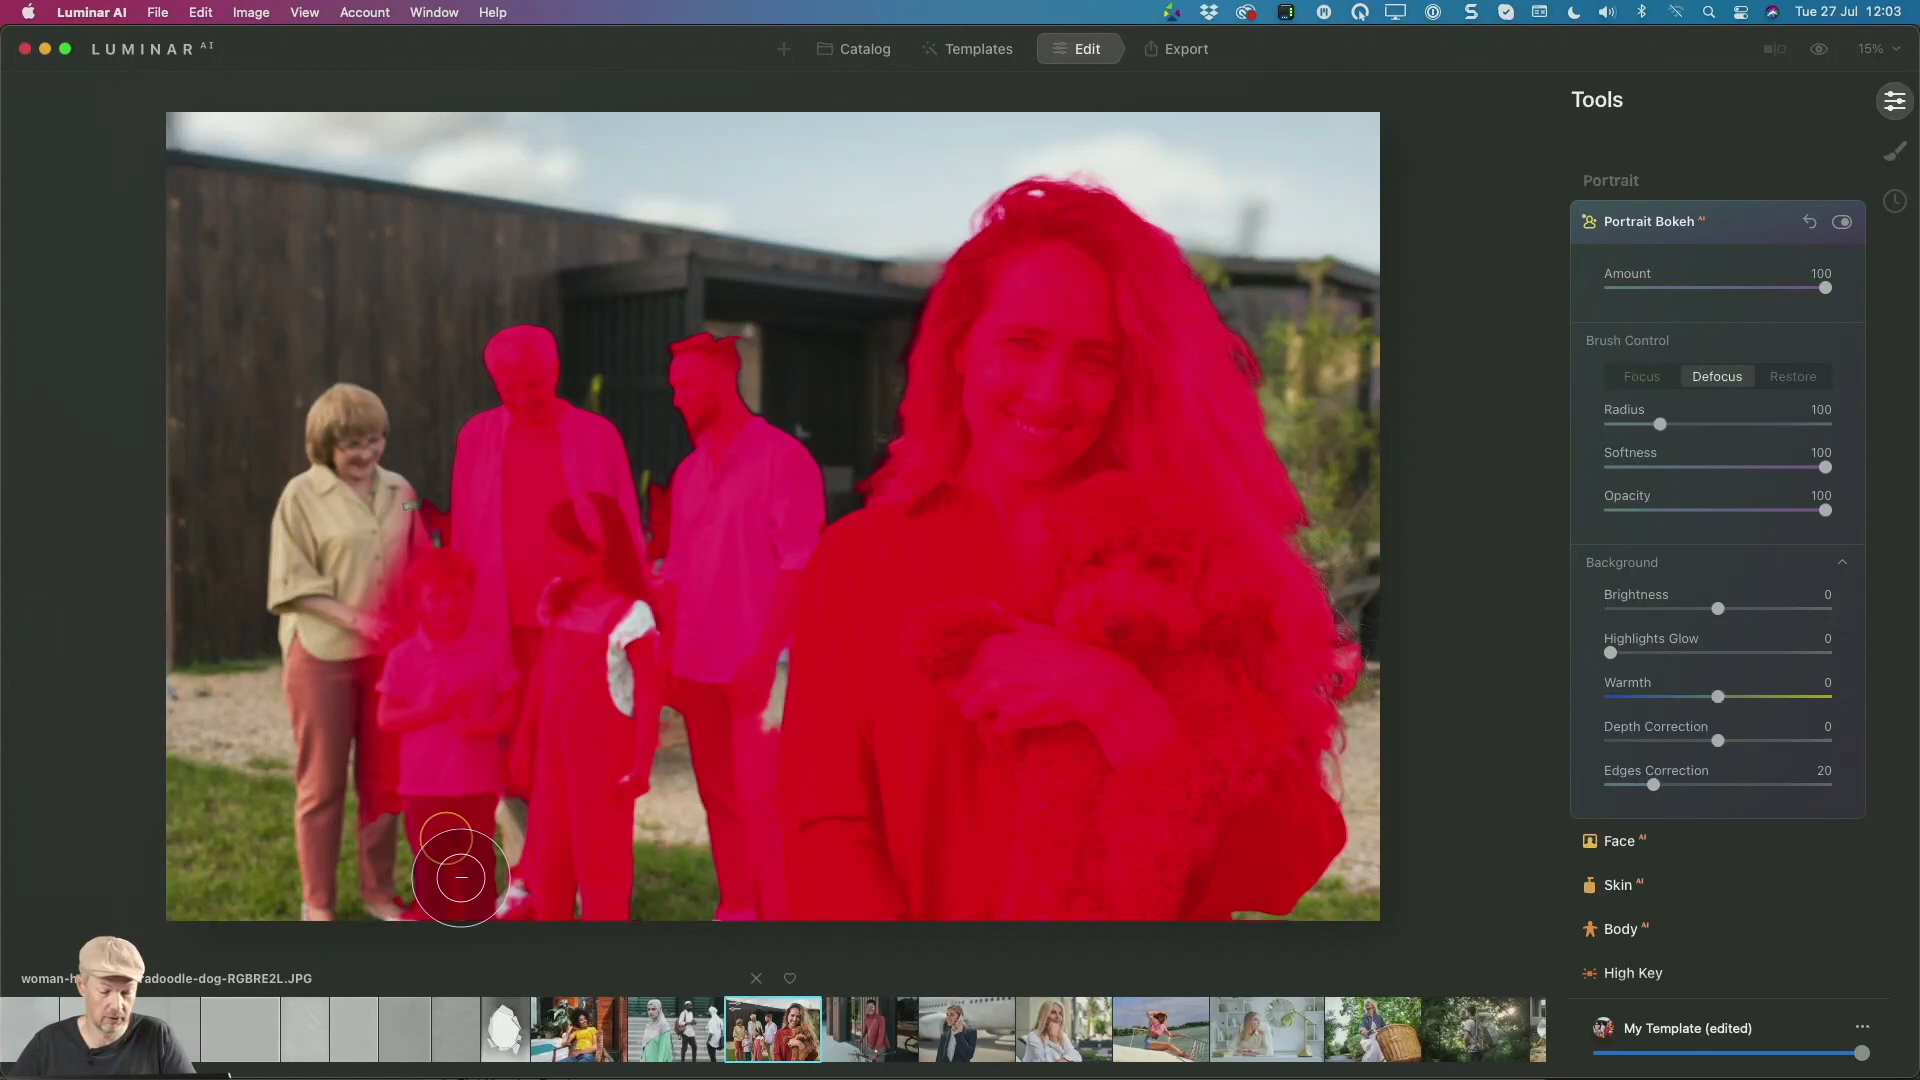 Luminar AI File Edit Image View Account Window Help
Tue 27 Jul 12:03
LUMINAR AI
Catalog Templates Edit Export
15%
Tools
Portrait
Portrait Bokeh AI
Amount 100
Brush Control
Focus Defocus Restore
Radius 100
Softness 100
Opacity 100
Background
Brightness 0
Highlights Glow 0
Warmth 0
Depth Correction 0
Edges Correction 20
Face AI
Skin AI
Body AI
High Key
My Template (edited)
woman-h radoodle-dog-RGBRE2L.JPG